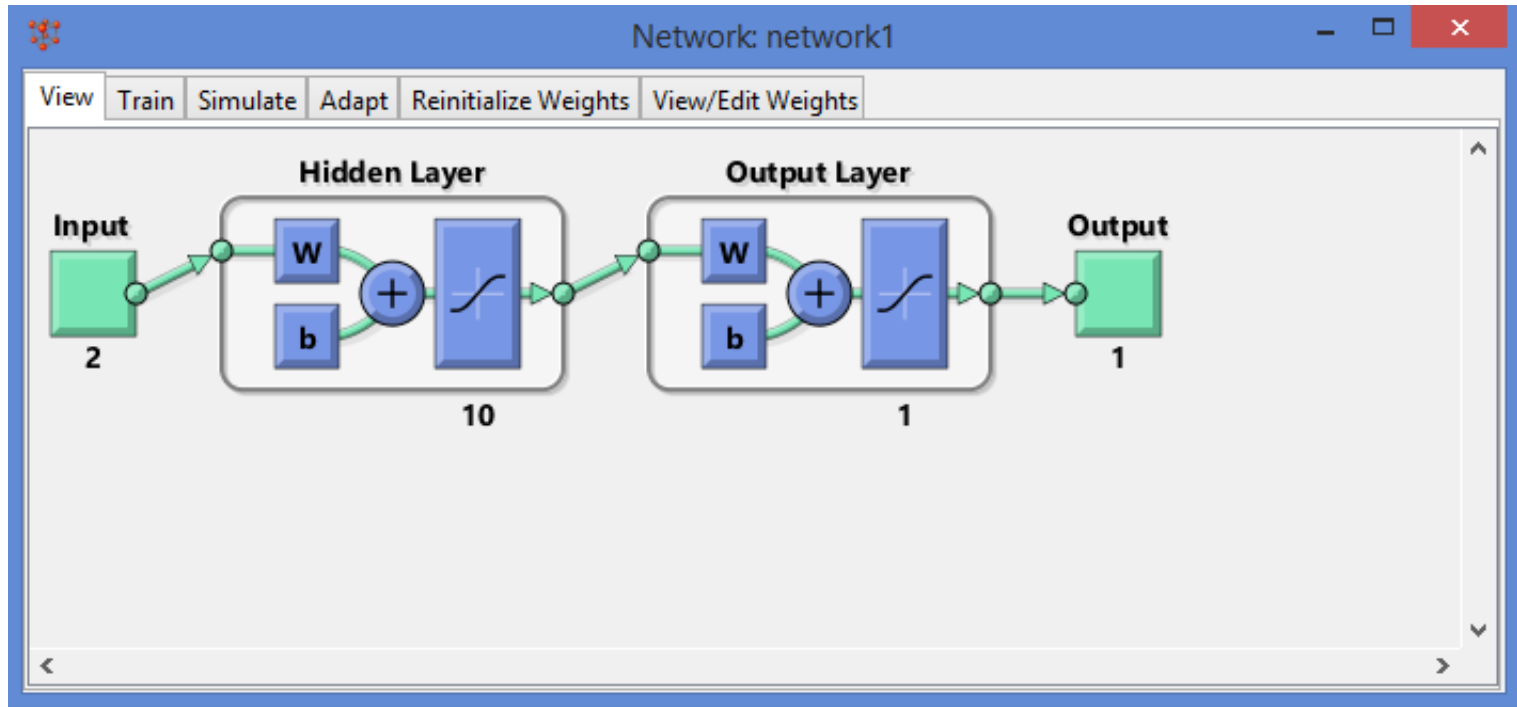 Network: network1
View Train Simulate Adapt Reinitialize Weights View/Edit Weights
Hidden Layer Output Layer
Input Output
W W
b b
2 1
10 1